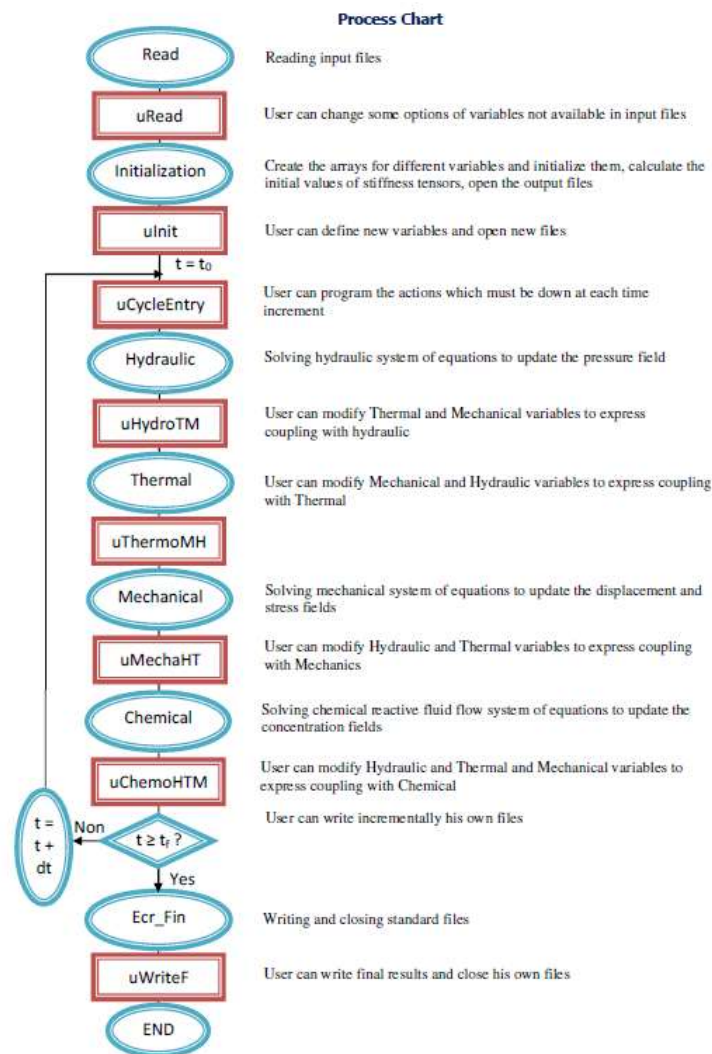 Process Chart
Read
Reading input files
uRead
User can change some options of variables not available in input files
Initialization
Create the arrays for different variables and initialize them, calculate the
initial values of stiffness tensors, open the output files
uInit
User can define new variables and open new files
t = t₀
uCycleEntry
User can program the actions which must be down at each time
increment
Hydraulic
Solving hydraulic system of equations to update the pressure field
uHydroTM
User can modify Thermal and Mechanical variables to express
coupling with hydraulic
Thermal
User can modify Mechanical and Hydraulic variables to express coupling
with Thermal
uThermoMH
Mechanical
Solving mechanical system of equations to update the displacement and
stress fields
uMechaHT
User can modify Hydraulic and Thermal variables to express coupling
with Mechanics
Chemical
Solving chemical reactive fluid flow system of equations to update the
concentration fields
uChemoHTM
User can modify Hydraulic and Thermal and Mechanical variables to
express coupling with Chemical
User can write incrementally his own files
t =
t +
dt
Non
t ≥ tf ?
Yes
Ecr_Fin
Writing and closing standard files
uWriteF
User can write final results and close his own files
END